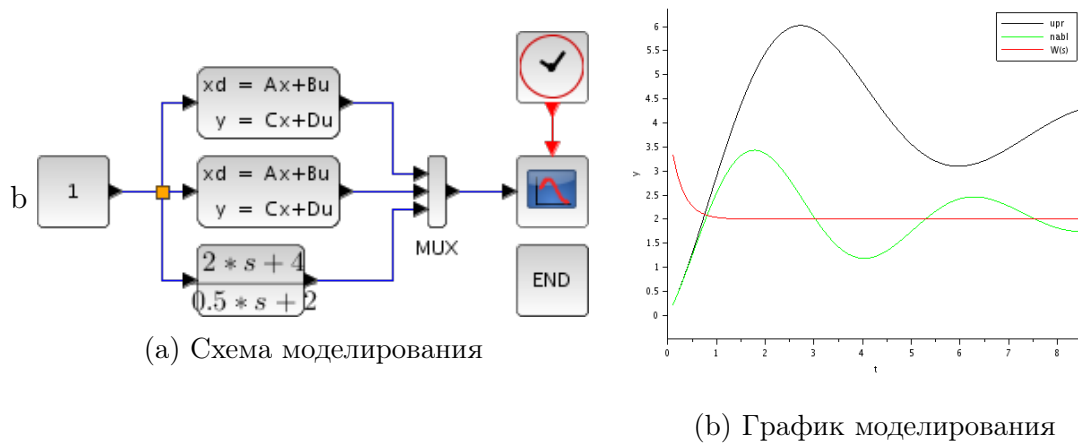 b
1
xd = Ax+Bu
y = Cx+Du
xd = Ax+Bu
y = Cx+Du
2 * s + 4
0.5 * s + 2
MUX
END
(a) Схема моделирования
upr
nabl
W(s)
y
6
5.5
5
4.5
4
3.5
3
2.5
2
1.5
1
0.5
0
0 1 2 3 4 5 6 7 8
t
(b) График моделирования